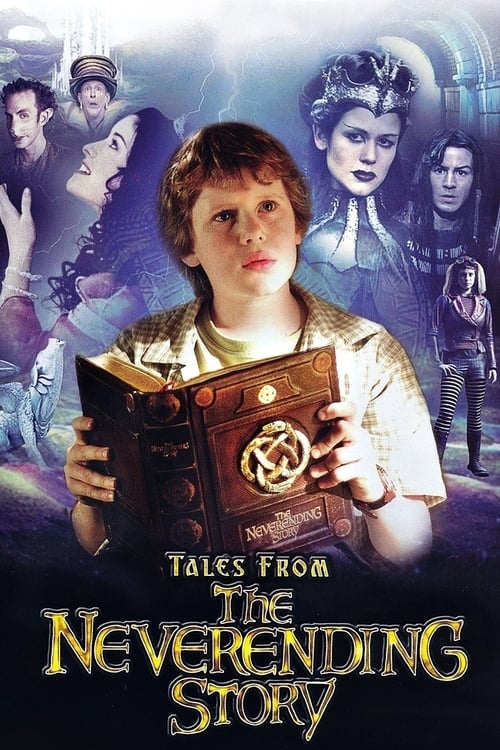 THE
NEVERENDING
STORY
TALES FROM
THE
NEVERENDING
STORY